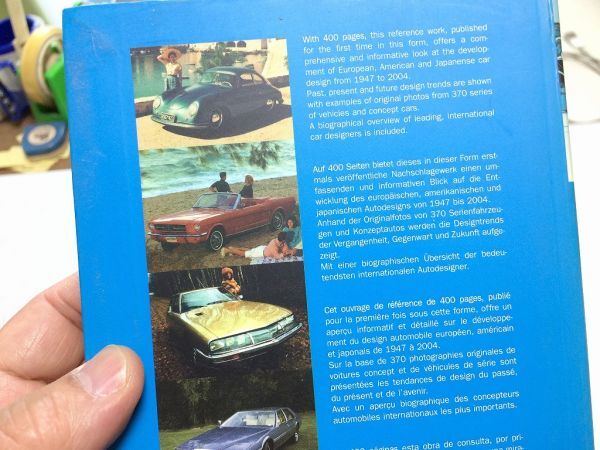 With 400 pages, this reference work, published
for the first time in this form, offers a com-
prehensive and informative look at the develop-
ment of European, American and Japanense car
design from 1947 to 2004.
Past, present and future design trends are shown
with examples of original photos from 370 series
of vehicles and concept cars.
A biographical overview of leading, international
car designers is included.
Auf 400 Seiten bietet dieses in dieser Form erst-
mals veröffentlichte Nachschlagewerk einen um-
fassenden und informativen Blick auf die Ent-
wicklung des europäischen, amerikanischen und
japanischen Autodesigns von 1947 bis 2004.
Anhand der Originalfotos von 370 Serienfahrzeu-
gen und Konzeptautos werden die Designtrends
der Vergangenheit, Gegenwart und Zukunft aufge-
zeigt.
Mit einer biographischen Übersicht der bedeu-
tendsten internationalen Autodesigner.
Cet ouvrage de référence de 400 pages, publié
pour la première fois sous cette forme, offre un
aperçu informatif et détaillé sur le développe-
ment du design automobile européen, américain
et japonais de 1947 à 2004.
Sur la base de 370 photographies originales de
voitures concept et de véhicules de série sont
présentées les tendances de design du passé,
du présent et de l'avenir.
Avec un aperçu biographique des concepteurs
automobiles internationaux les plus importants.
400 páginas esta obra de consulta, por pri-